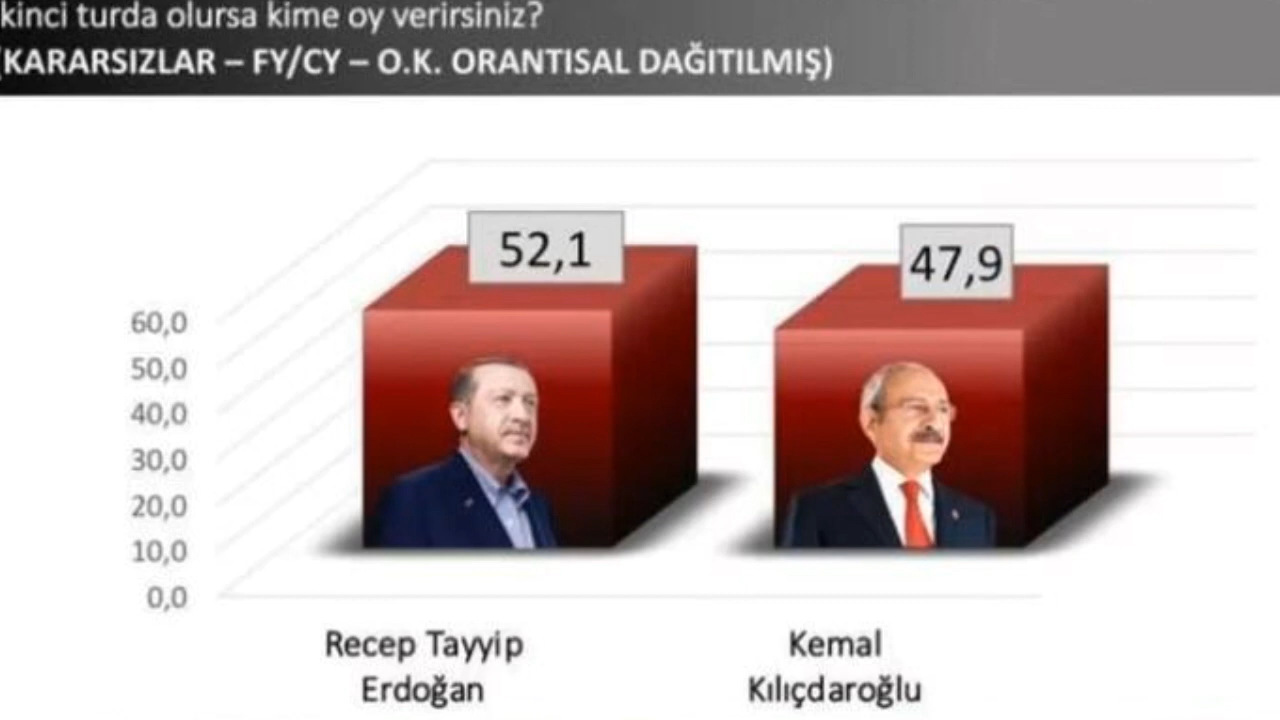 kinci turda olursa kime oy verirsiniz?
(KARARSIZLAR – FY/CY – O.K. ORANTISAL DAĞITILMIŞ)
52,1
47,9
60,0
50,0
40,0
30,0
20,0
10,0
0,0
Recep Tayyip
Erdoğan
Kemal
Kılıçdaroğlu